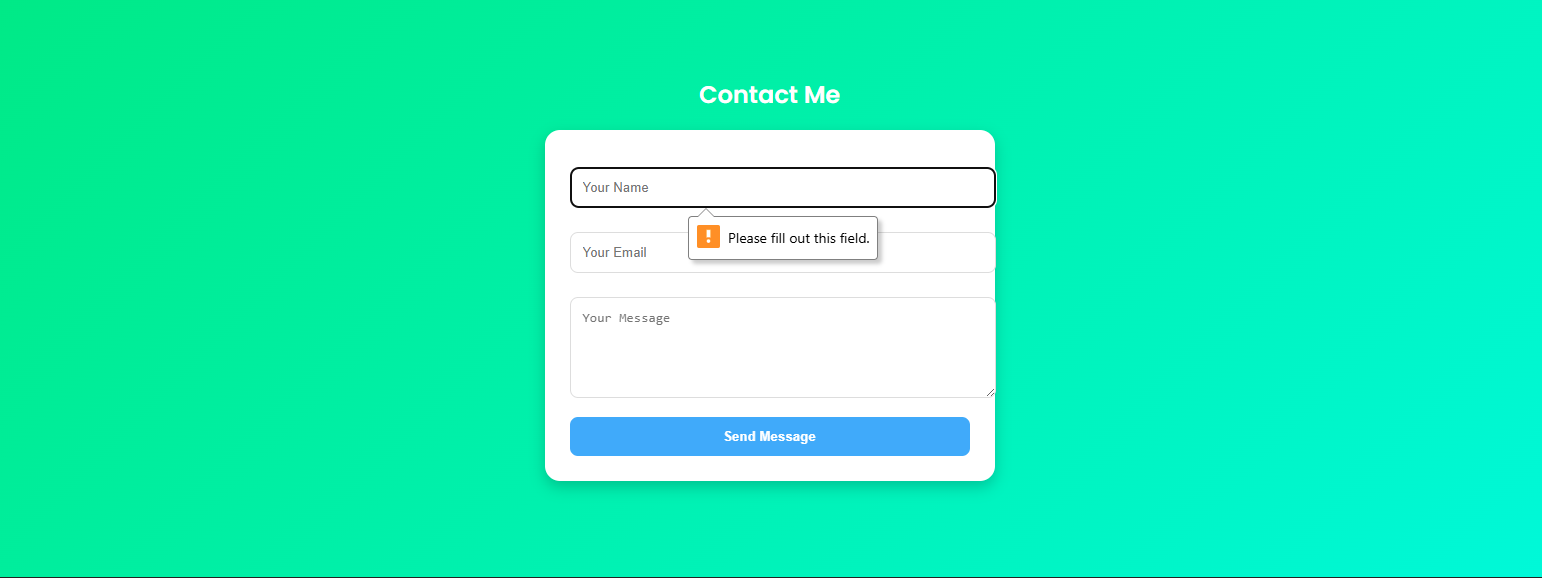 Contact Me
Your Name
Please fill out this field.
Your Email
Your Message
Send Message